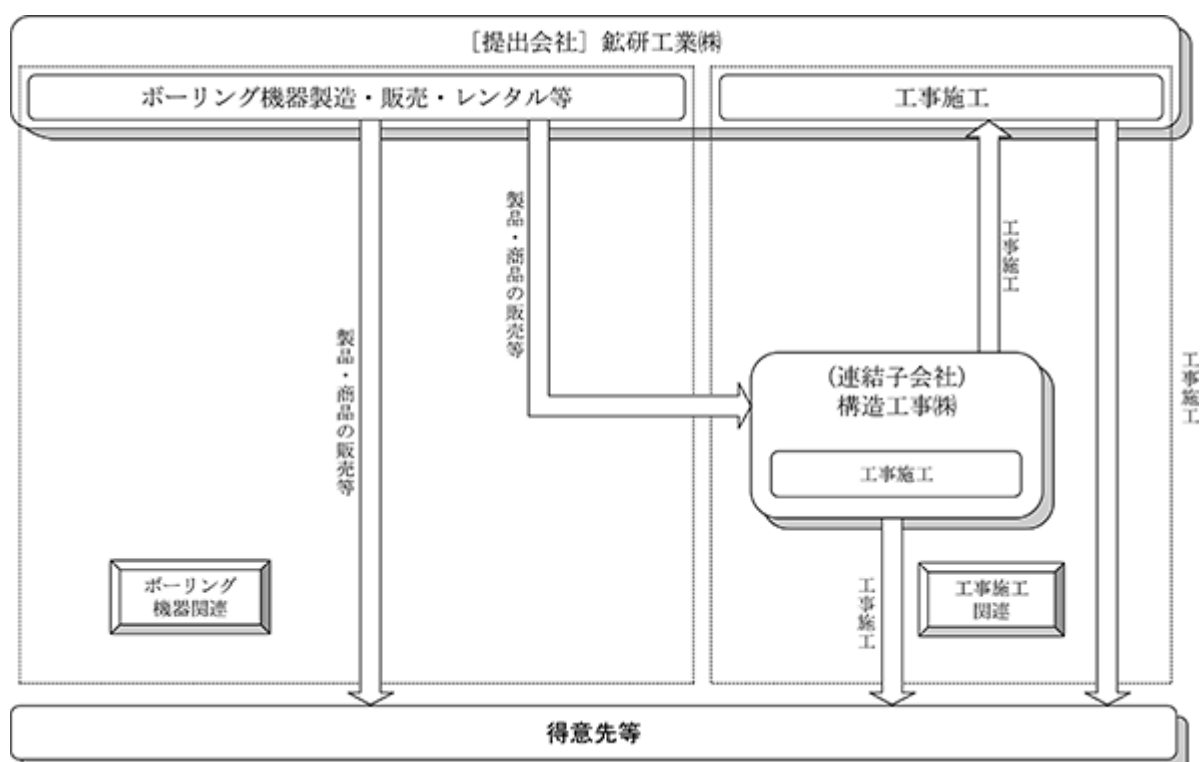 ［提出会社］鉱研工業㈱
ボーリング機器製造・販売・レンタル等
工事施工
製品・商品の販売等
製品・商品の販売等
工事施工
工事施工
（連結子会社）
構造工事㈱
工事施工
ボーリング
機器関連
工事施工
工事施工
関連
得意先等